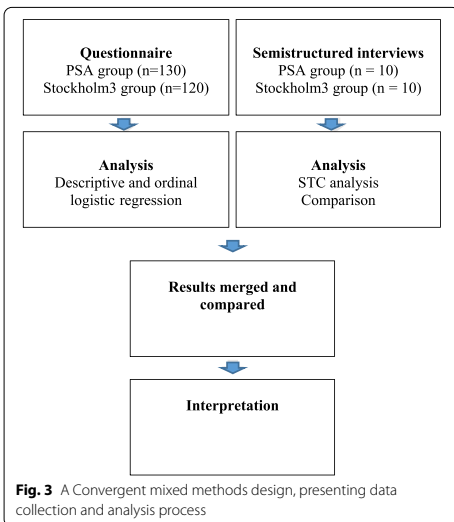 Questionnaire
PSA group (n=130)
Stockholm3 group (n=120)
Semistructured interviews
PSA group (n = 10)
Stockholm3 group (n = 10)
Analysis
Descriptive and ordinal
logistic regression
Analysis
STC analysis
Comparison
Results merged and
compared
Interpretation
Fig. 3 A Convergent mixed methods design, presenting data
collection and analysis process